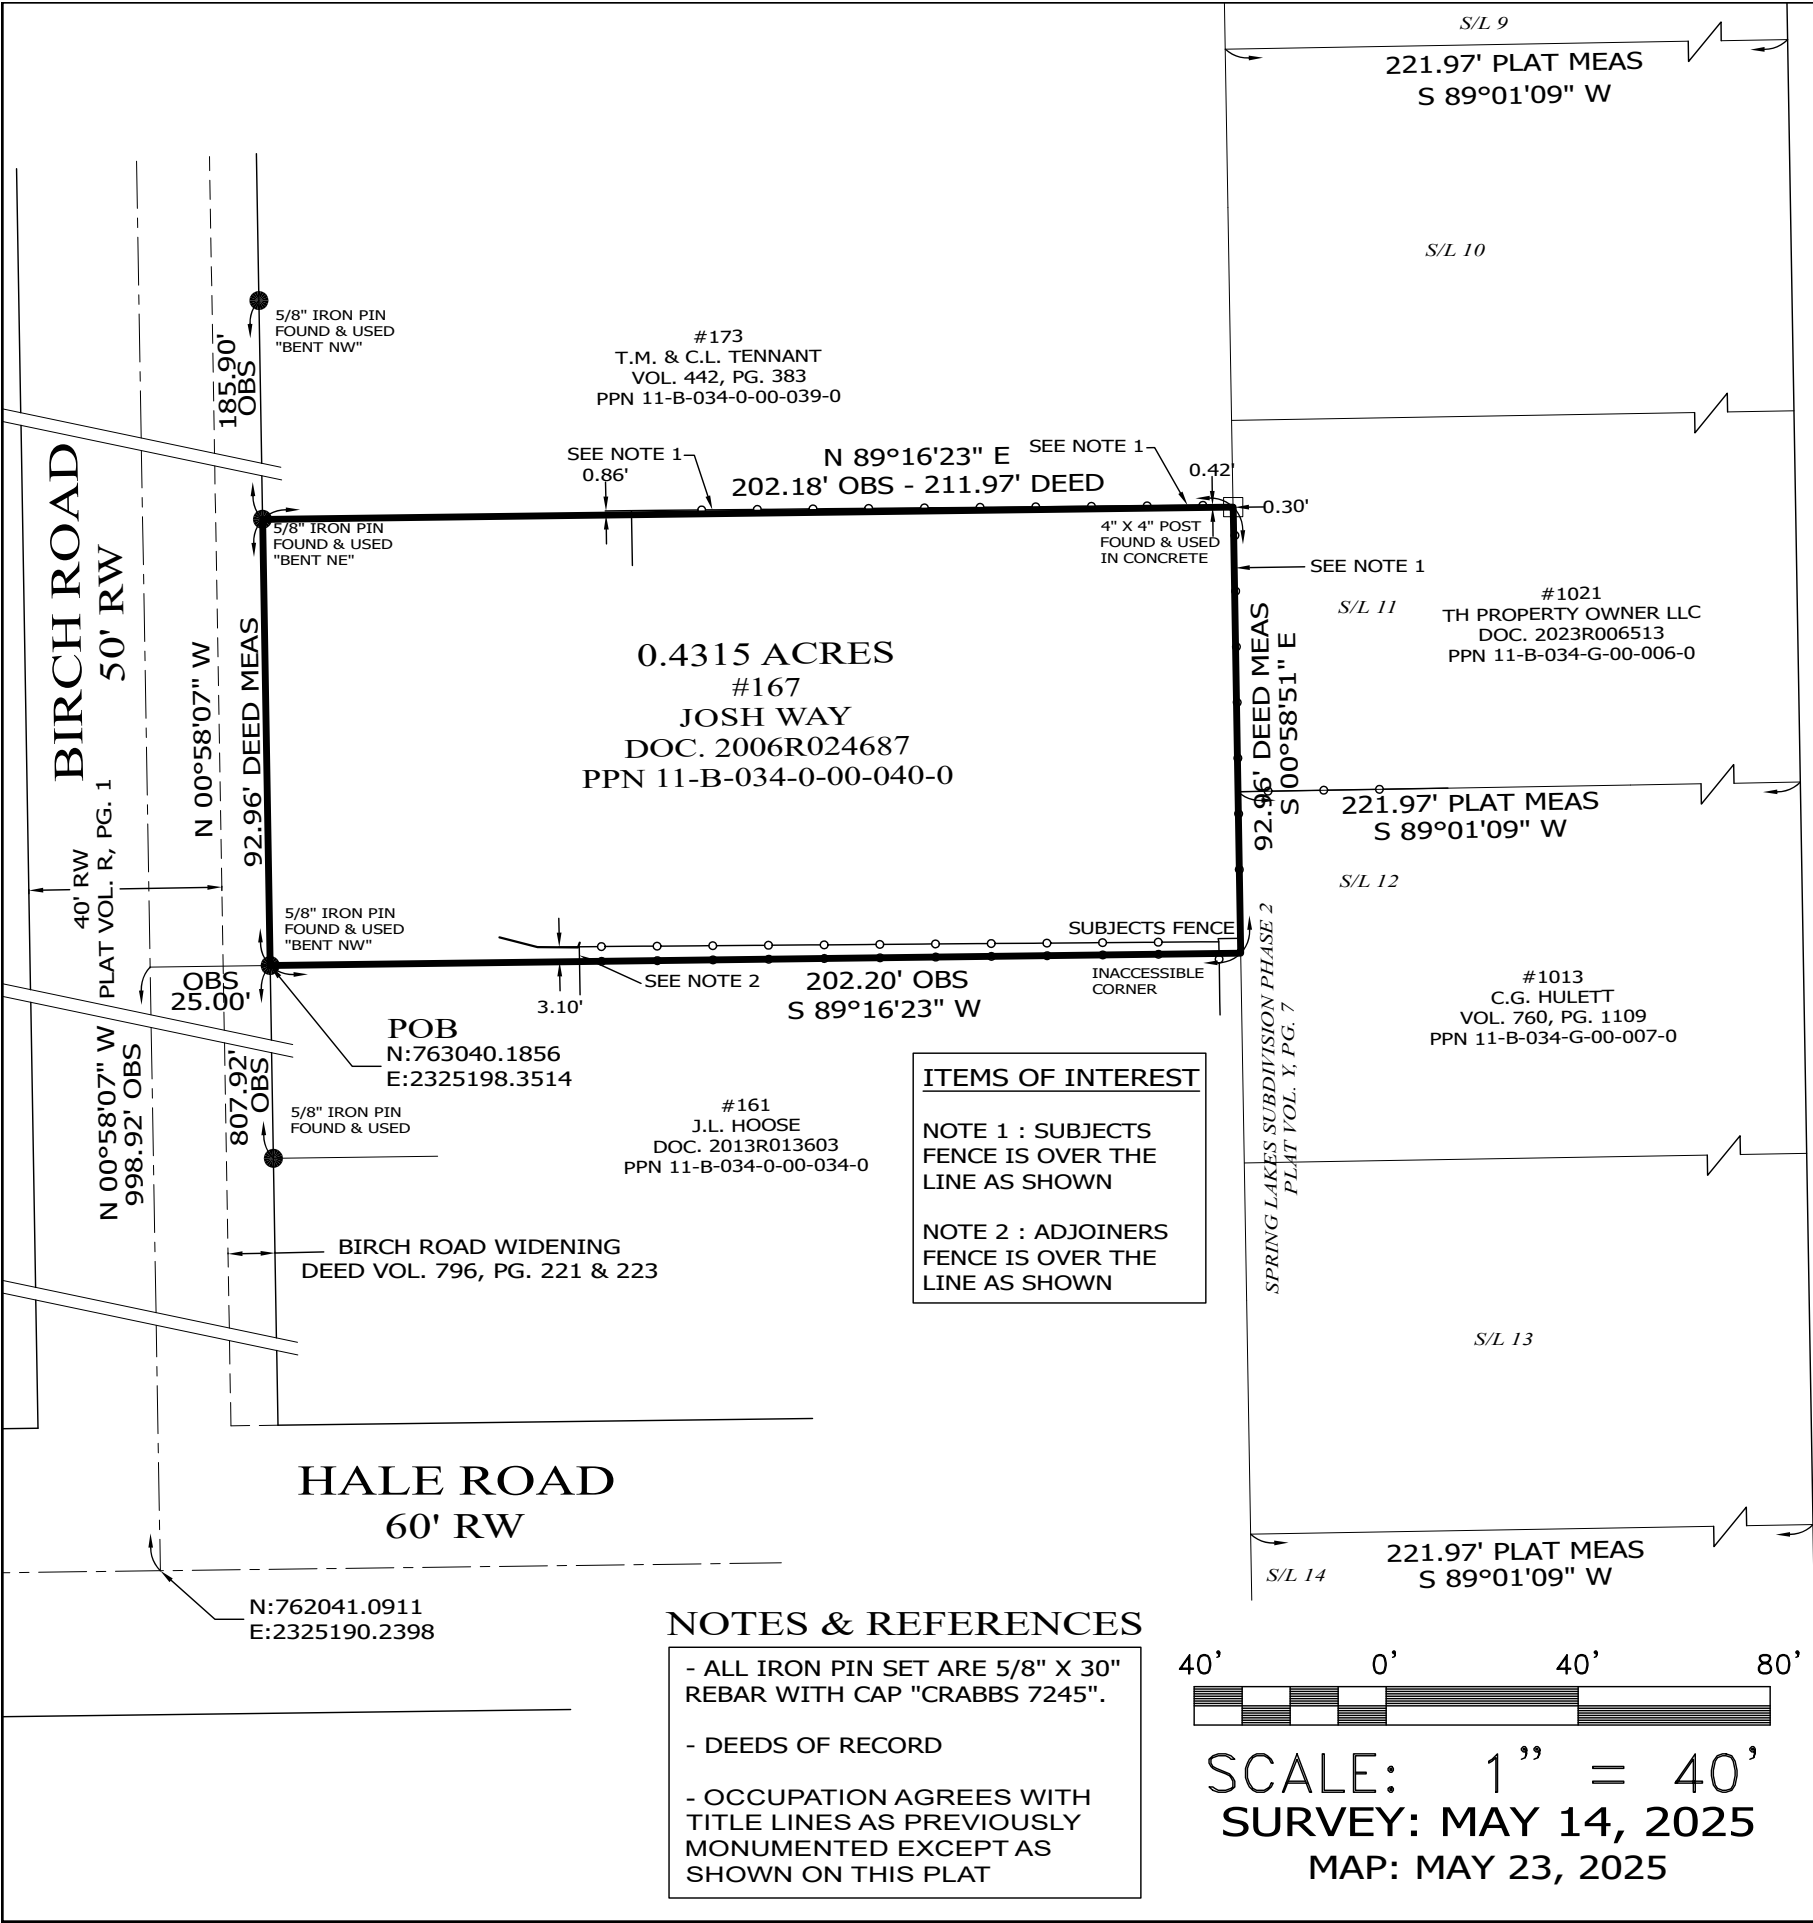 S/L 9
221.97' PLAT MEAS
S 89°01'09" W
S/L 10
5/8" IRON PIN
FOUND & USED
"BENT NW"
185.90'
OBS
#173
T.M. & C.L. TENNANT
VOL. 442, PG. 383
PPN 11-B-034-0-00-039-0
SEE NOTE 1
0.86'
N 89°16'23" E
202.18' OBS - 211.97' DEED
SEE NOTE 1
0.42'
0.30'
5/8" IRON PIN
FOUND & USED
"BENT NE"
4" X 4" POST
FOUND & USED
IN CONCRETE
SEE NOTE 1
BIRCH ROAD
50' RW
N 00°58'07" W
92.96' DEED MEAS
0.4315 ACRES
#167
JOSH WAY
DOC. 2006R024687
PPN 11-B-034-0-00-040-0
92.96' DEED MEAS
S 00°58'51" E
S/L 11
#1021
TH PROPERTY OWNER LLC
DOC. 2023R006513
PPN 11-B-034-G-00-006-0
221.97' PLAT MEAS
S 89°01'09" W
S/L 12
40' RW
PLAT VOL. R, PG. 1
5/8" IRON PIN
FOUND & USED
"BENT NW"
SUBJECTS FENCE
SEE NOTE 2
3.10'
202.20' OBS
S 89°16'23" W
INACCESSIBLE
CORNER
OBS
25.00'
POB
N:763040.1856
E:2325198.3514
#1013
C.G. HULETT
VOL. 760, PG. 1109
PPN 11-B-034-G-00-007-0
SPRING LAKES SUBDIVISION PHASE 2
PLAT VOL. Y, PG. 7
N 00°58'07" W
998.92' OBS
807.92'
OBS
5/8" IRON PIN
FOUND & USED
#161
J.L. HOOSE
DOC. 2013R013603
PPN 11-B-034-0-00-034-0
ITEMS OF INTEREST
NOTE 1 : SUBJECTS
FENCE IS OVER THE
LINE AS SHOWN
NOTE 2 : ADJOINERS
FENCE IS OVER THE
LINE AS SHOWN
BIRCH ROAD WIDENING
DEED VOL. 796, PG. 221 & 223
S/L 13
HALE ROAD
60' RW
221.97' PLAT MEAS
S 89°01'09" W
S/L 14
N:762041.0911
E:2325190.2398
NOTES & REFERENCES
- ALL IRON PIN SET ARE 5/8" X 30"
REBAR WITH CAP "CRABBS 7245".
- DEEDS OF RECORD
- OCCUPATION AGREES WITH
TITLE LINES AS PREVIOUSLY
MONUMENTED EXCEPT AS
SHOWN ON THIS PLAT
40' 0' 40' 80'
SCALE: 1" = 40'
SURVEY: MAY 14, 2025
MAP: MAY 23, 2025